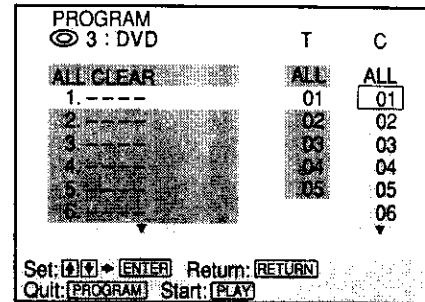 PROGRAM
3 : DVD T C
ALL CLEAR ALL ALL
1. – – – – 01 01
2. – – – – 02 02
3. – – – – 03 03
4. – – – – 04 04
5. – – – – 05 05
6. – – – – 06
Set: ENTER Return: RETURN
Quit: PROGRAM Start: PLAY